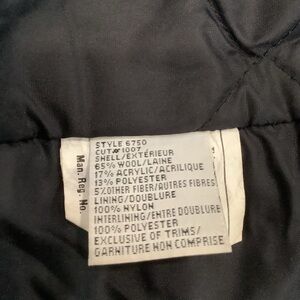 STYLE 6750
CUT# 1007
SHELL/EXTÉRIEUR
65% WOOL/LAINE
17% ACRYLIC/ACRILIQUE
13% POLYESTER
5%OTHER FIBER/AUTRES FIBRES
LINING/DOUBLURE
100% NYLON
INTERLINING/ENTRE DOUBLURE
100% POLYESTER
EXCLUSIVE OF TRIMS/
GARNITURE NON COMPRISE
Man. Reg. No.